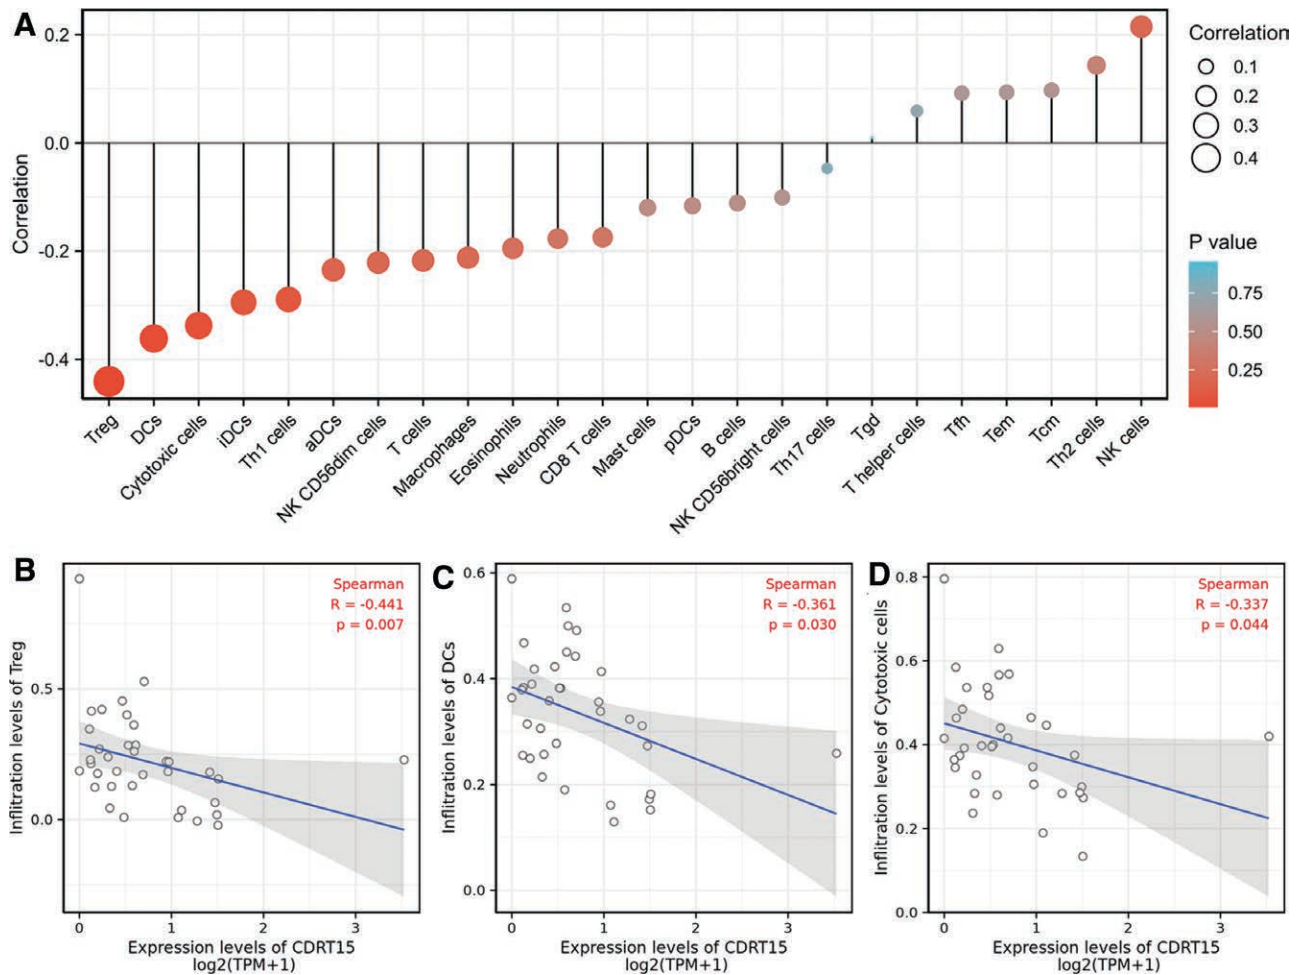 A
Correlation
0.2
0.0
-0.2
-0.4
Treg
DCs
Cytotoxic cells
iDCs
Th1 cells
aDCs
NK CD56dim cells
T cells
Macrophages
Eosinophils
Neutrophils
CD8 T cells
Mast cells
pDCs
B cells
NK CD56bright cells
Th17 cells
Tgd
T helper cells
Tfh
Tem
Tcm
Th2 cells
NK cells
Correlation
0.1
0.2
0.3
0.4
P value
0.75
0.50
0.25
B
Infiltration levels of Treg
0.5
0.0
Spearman
R = -0.441
p = 0.007
0
1
2
3
Expression levels of CDRT15
log2(TPM+1)
C
Infiltration levels of DCs
0.6
0.4
0.2
0.0
Spearman
R = -0.361
p = 0.030
0
1
2
3
Expression levels of CDRT15
log2(TPM+1)
D
Infiltration levels of Cytotoxic cells
0.8
0.6
0.4
0.2
0.0
Spearman
R = -0.337
p = 0.044
0
1
2
3
Expression levels of CDRT15
log2(TPM+1)